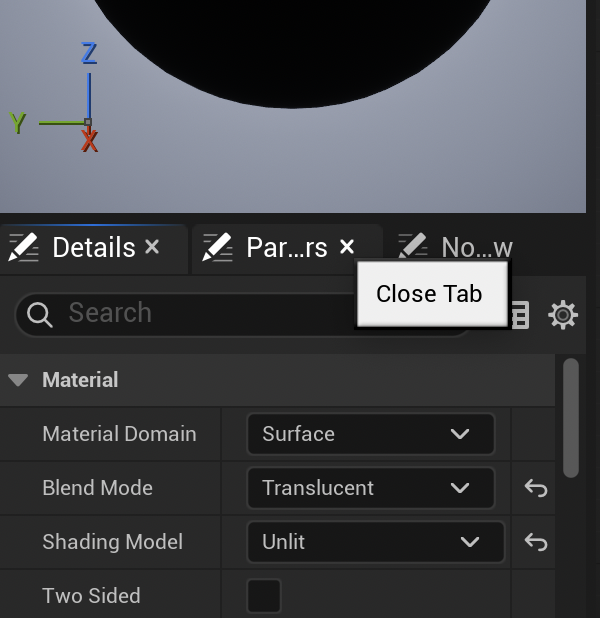 Z
Y
X
Details
Par...rs
No...w
Close Tab
Search
Material
Material Domain Surface
Blend Mode Translucent
Shading Model Unlit
Two Sided